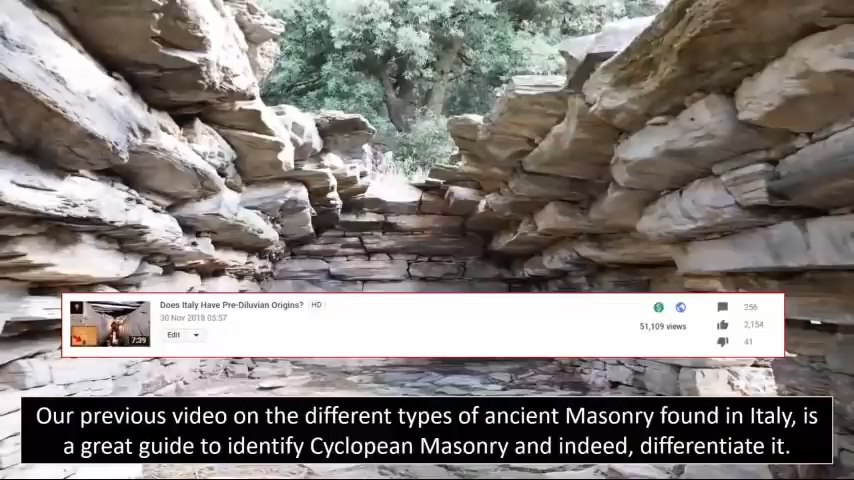 Does Italy Have Pre-Diluvian Origins? HD
30 Nov 2018 05:57
Edit
7:39
51,109 views
256
2,154
41
Our previous video on the different types of ancient Masonry found in Italy, is
a great guide to identify Cyclopean Masonry and indeed, differentiate it.